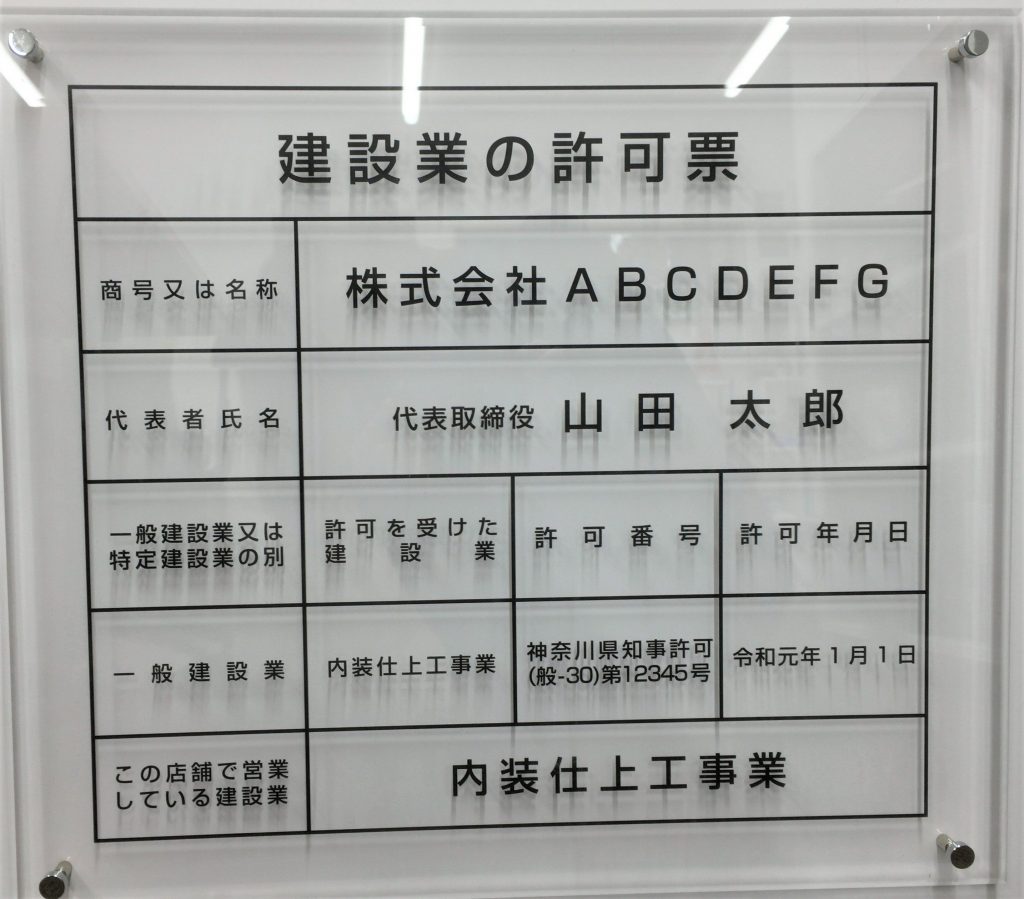 建設業の許可票
商号又は名称
株式会社ABCDEFG
代表者氏名
代表取締役 山田 太郎
一般建設業又は
特定建設業の別
許可を受けた
建設業
許可番号
許可年月日
一般建設業
内装仕上工事業
神奈川県知事許可
(般-30)第12345号
令和元年1月1日
この店舗で営業
している建設業
内装仕上工事業